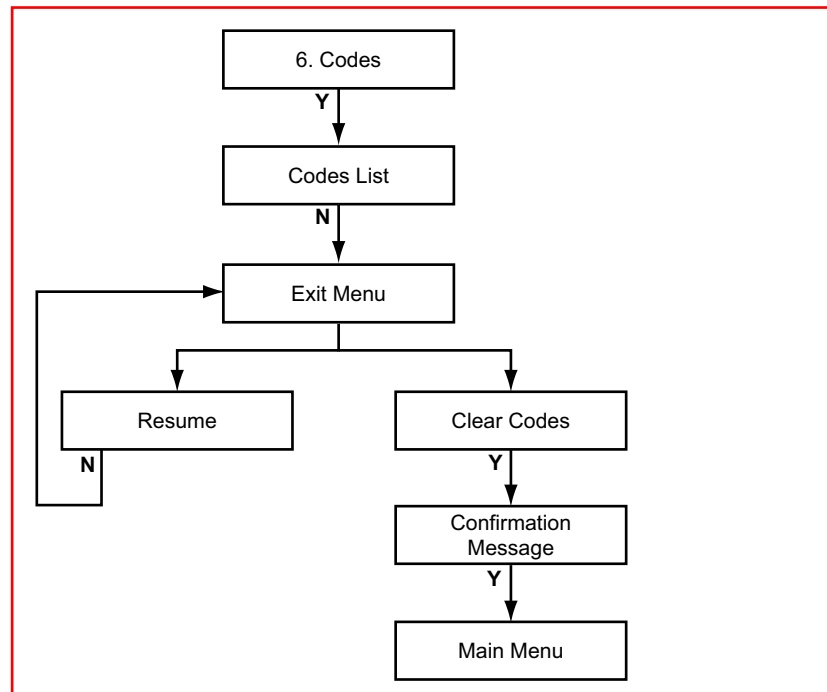 6. Codes
Y
Codes List
N
Exit Menu
Resume
Clear Codes
N
Y
Confirmation
Message
Y
Main Menu